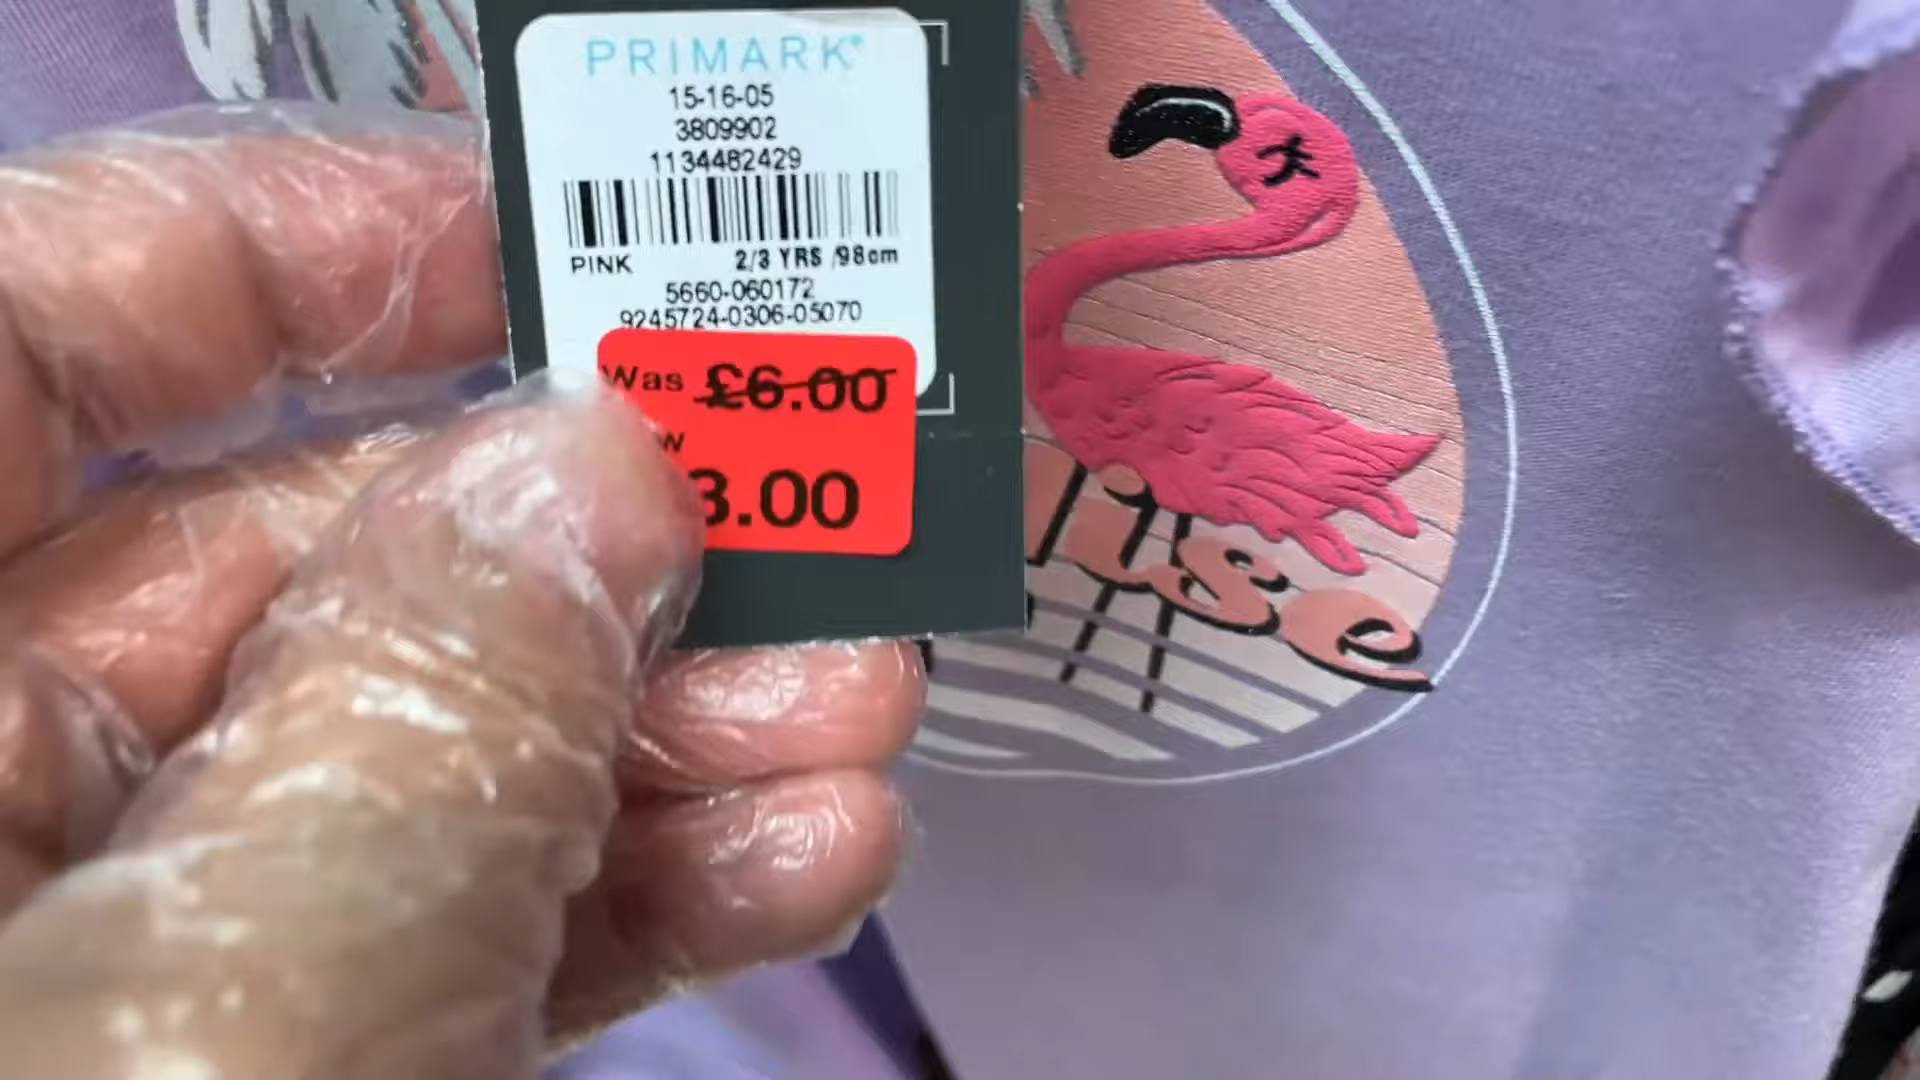 PRIMARK
15-16-05
3809902
1134482429
PINK 2/3 YRS /98cm
5660-060172
9245724-0306-05070
Was £6.00
w
3.00
ise